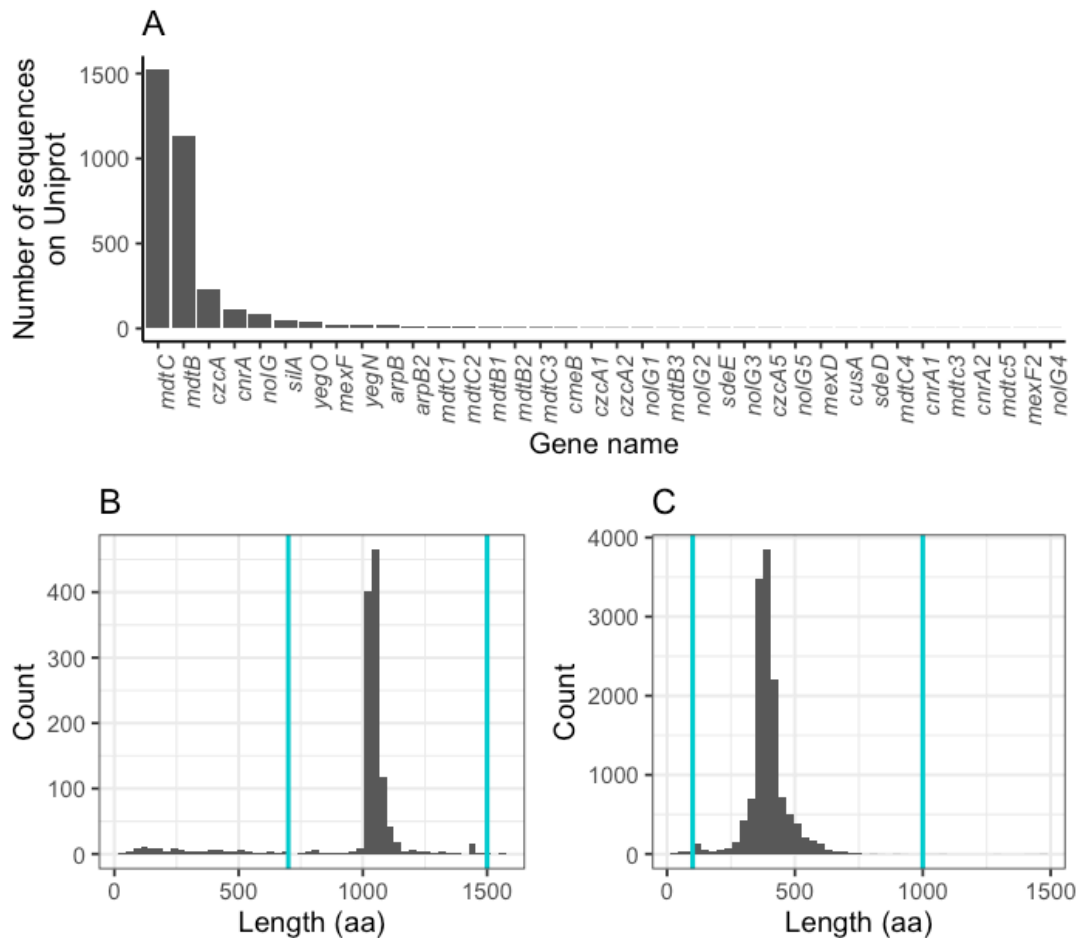 A
Number of sequences
on Uniprot
1500
1000
500
0
mdtC
mdtB
czcA
cnrA
nolG
silA
yegO
mexF
yegN
arpB
arpB2
mdtC1
mdtC2
mdtB1
mdtB2
mdtC3
cmeB
czcA1
czcA2
nolG1
mdtB3
nolG2
sdeE
nolG3
czcA5
nolG5
mexD
cusA
sdeD
mdtC4
cnrA1
mdtc3
cnrA2
mdtc5
mexF2
nolG4
Gene name
B
Count
400
300
200
100
0
0 500 1000 1500
Length (aa)
C
Count
4000
3000
2000
1000
0
0 500 1000 1500
Length (aa)